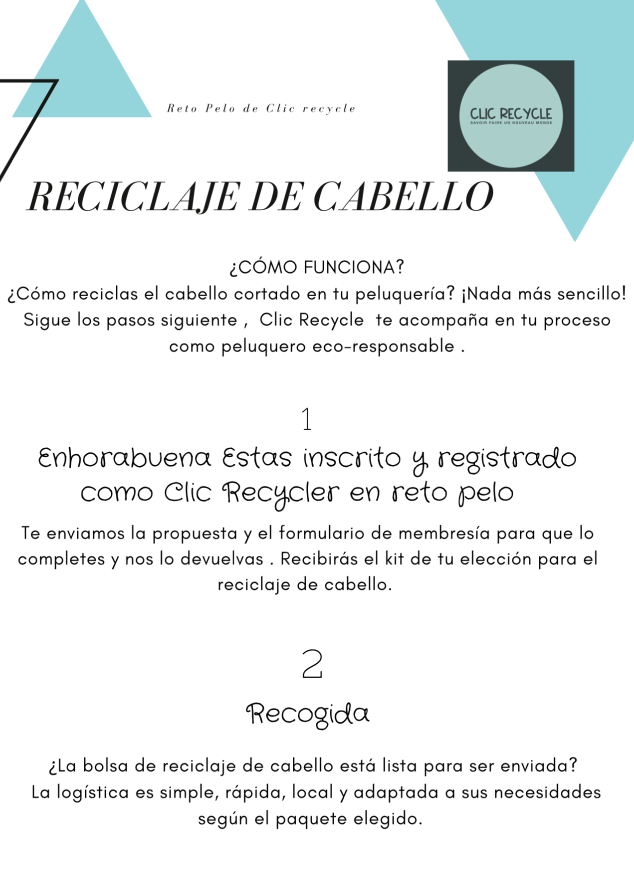 Reto Pelo de Clic recycle
CLIC RECYCLE
SAVOIR FAIRE UN NOUVEAU MONDE
RECICLAJE DE CABELLO
¿CÓMO FUNCIONA?
¿Cómo reciclas el cabello cortado en tu peluquería? ¡Nada más sencillo!
Sigue los pasos siguiente , Clic Recycle te acompaña en tu proceso
como peluquero eco-responsable .
1
Enhorabuena Estas inscrito y registrado
como Clic Recycler en reto pelo
Te enviamos la propuesta y el formulario de membresía para que lo
completes y nos lo devuelvas . Recibirás el kit de tu elección para el
reciclaje de cabello.
2
Recogida
¿La bolsa de reciclaje de cabello está lista para ser enviada?
La logística es simple, rápida, local y adaptada a sus necesidades
según el paquete elegido.